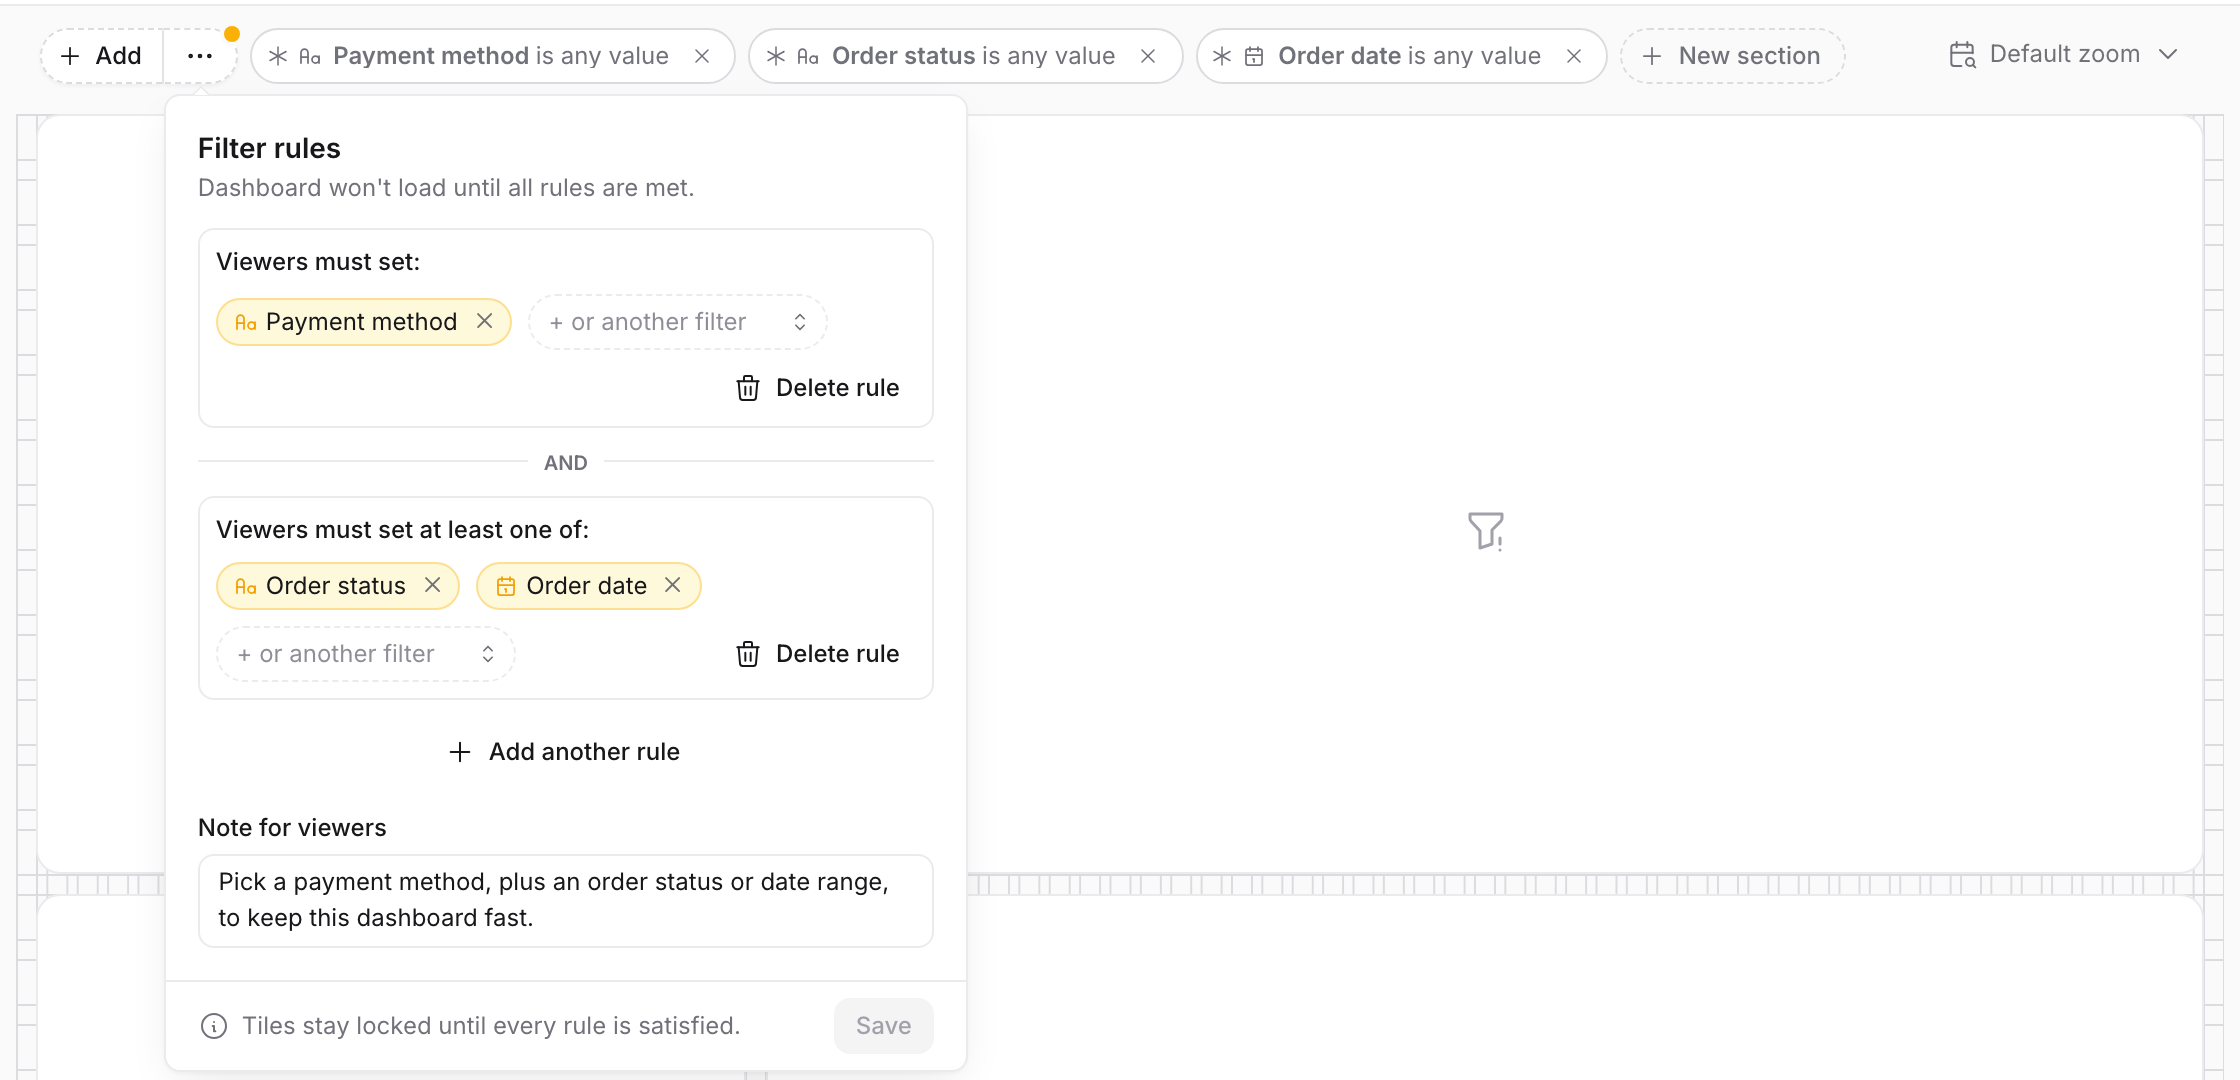 + Add
...
Aa Payment method is any value
Aa Order status is any value
Order date is any value
+ New section
Default zoom
Filter rules
Dashboard won't load until all rules are met.
Viewers must set:
Aa Payment method
+ or another filter
Delete rule
AND
Viewers must set at least one of:
Aa Order status
Order date
+ or another filter
Delete rule
+ Add another rule
Note for viewers
Pick a payment method, plus an order status or date range,
to keep this dashboard fast.
Tiles stay locked until every rule is satisfied.
Save